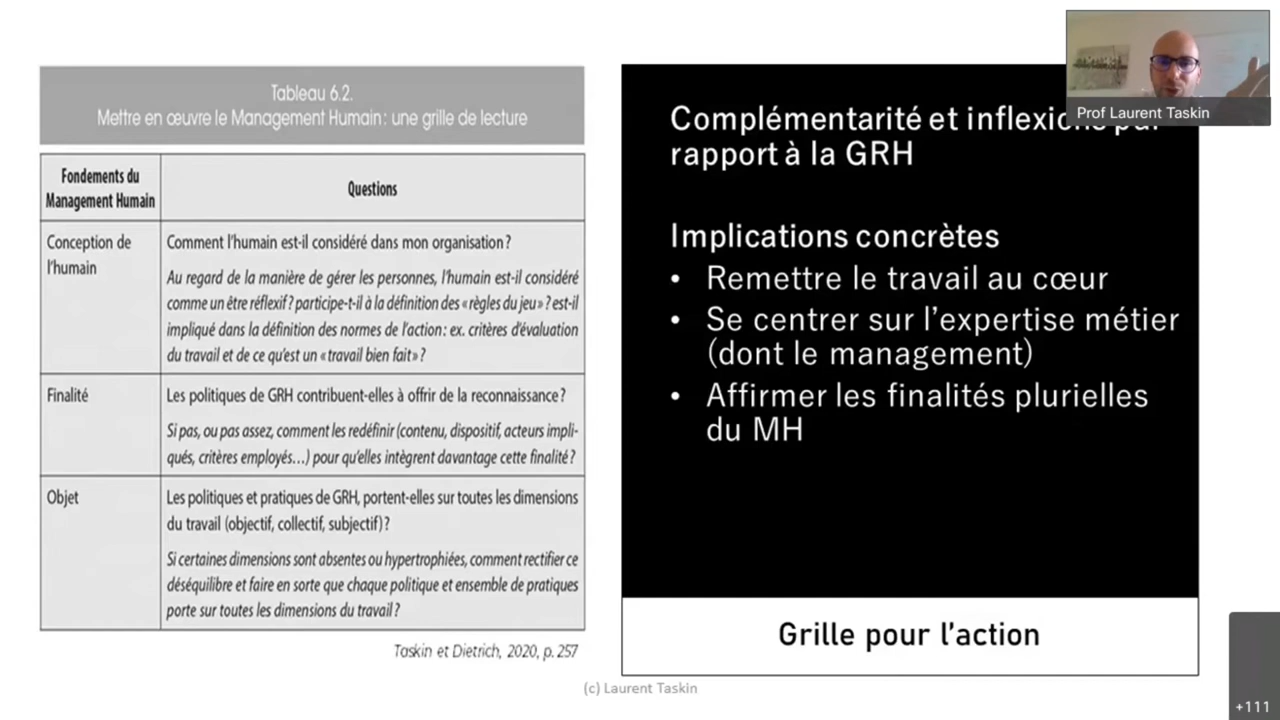 Tableau 6.2.
Mettre en œuvre le Management Humain : une grille de lecture
Fondements du
Management Humain
Questions
Conception de
l'humain
Comment l'humain est-il considéré dans mon organisation ?
Au regard de la manière de gérer les personnes, l'humain est-il considéré
comme un être réflexif ? participe-t-il à la définition des « règles du jeu » ? est-il
impliqué dans la définition des normes de l'action : ex. critères d'évaluation
du travail et de ce qu'est un « travail bien fait » ?
Finalité
Les politiques de GRH contribuent-elles à offrir de la reconnaissance ?
Si pas, ou pas assez, comment les redéfinir (contenu, dispositif, acteurs impli-
qués, critères employés...) pour qu'elles intègrent davantage cette finalité ?
Objet
Les politiques et pratiques de GRH, portent-elles sur toutes les dimensions
du travail (objectif, collectif, subjectif) ?
Si certaines dimensions sont absentes ou hypertrophiées, comment rectifier ce
déséquilibre et faire en sorte que chaque politique et ensemble de pratiques
porte sur toutes les dimensions du travail ?
Taskin et Dietrich, 2020, p. 257
Prof Laurent Taskin
Complémentarité et
rapport à la GRH
Implications concrètes
• Remettre le travail au cœur
• Se centrer sur l'expertise métier
(dont le management)
• Affirmer les finalités plurielles
du MH
Grille pour l'action
(c) Laurent Taskin
+111